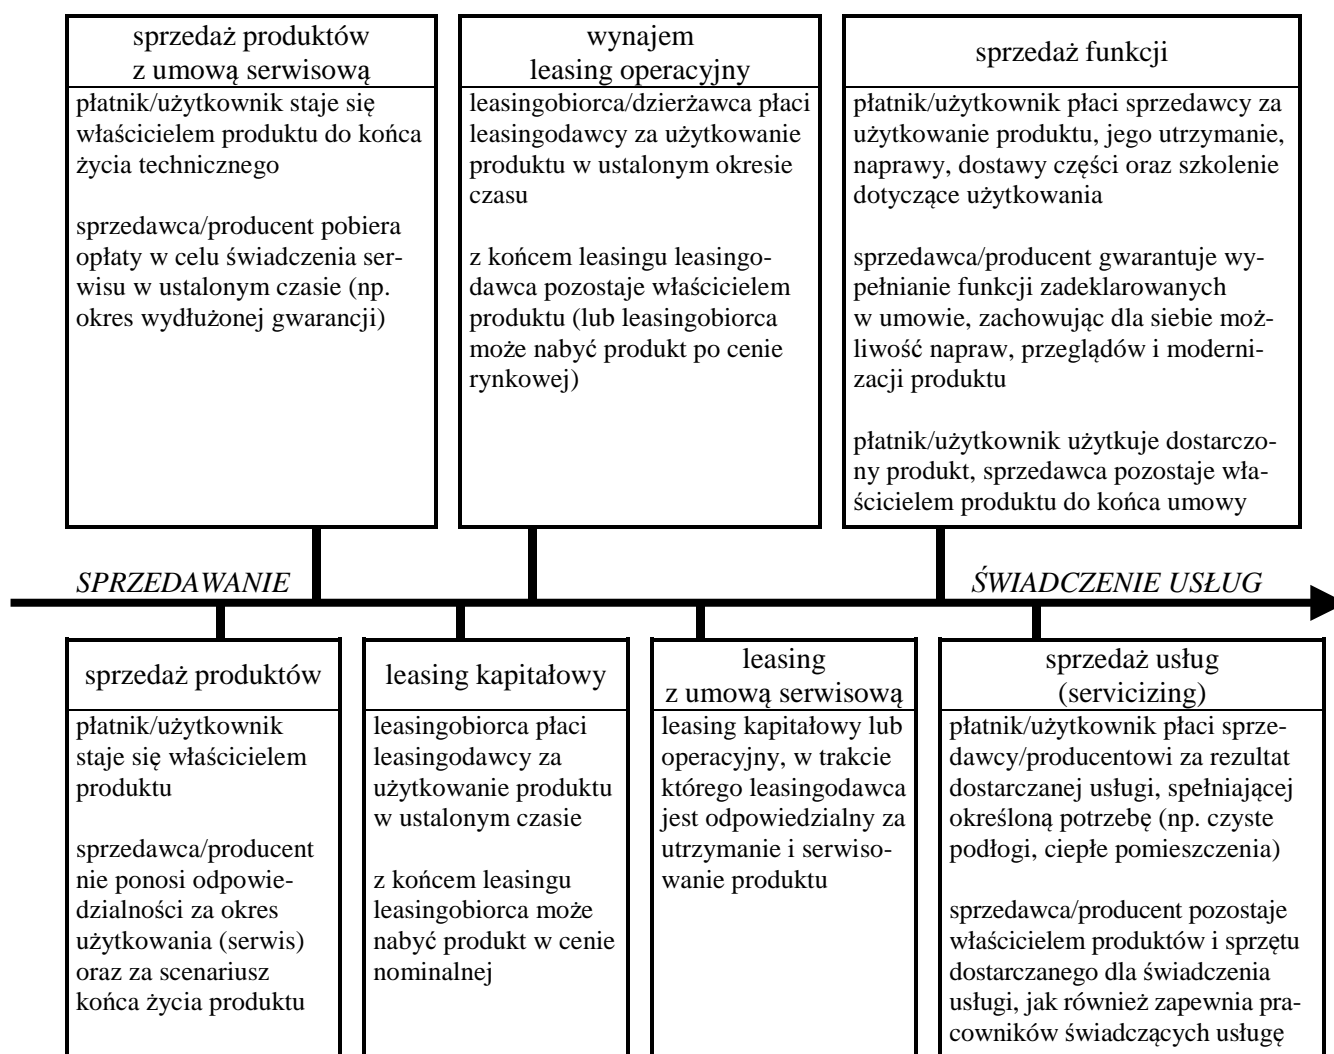 sprzedaż produktów
z umową serwisową
płatnik/użytkownik staje się
właścicielem produktu do końca
życia technicznego
sprzedawca/producent pobiera
opłaty w celu świadczenia ser-
wisu w ustalonym czasie (np.
okres wydłużonej gwarancji)
wynajem
leasing operacyjny
leasingobiorca/dzierżawca płaci
leasingodawcy za użytkowanie
produktu w ustalonym okresie
czasu
z końcem leasingu leasingo-
dawca pozostaje właścicielem
produktu (lub leasingobiorca
może nabyć produkt po cenie
rynkowej)
sprzedaż funkcji
płatnik/użytkownik płaci sprzedawcy za
użytkowanie produktu, jego utrzymanie,
naprawy, dostawy części oraz szkolenie
dotyczące użytkowania
sprzedawca/producent gwarantuje wy-
pełnianie funkcji zadeklarowanych
w umowie, zachowując dla siebie moż-
liwość napraw, przeglądów i moderni-
zacji produktu
płatnik/użytkownik użytkuje dostarczo-
ny produkt, sprzedawca pozostaje wła-
ścicielem produktu do końca umowy
SPRZEDAWANIE
ŚWIADCZENIE USŁUG
sprzedaż produktów
płatnik/użytkownik
staje się właścicielem
produktu
sprzedawca/producent
nie ponosi odpowie-
dzialności za okres
użytkowania (serwis)
oraz za scenariusz
końca życia produktu
leasing kapitałowy
leasingobiorca płaci
leasingodawcy za
użytkowanie produktu
w ustalonym czasie
z końcem leasingu
leasingobiorca może
nabyć produkt w cenie
nominalnej
leasing
z umową serwisową
leasing kapitałowy lub
operacyjny, w trakcie
którego leasingodawca
jest odpowiedzialny za
utrzymanie i serwiso-
wanie produktu
sprzedaż usług
(servicizing)
płatnik/użytkownik płaci sprze-
dawcy/producentowi za rezultat
dostarczanej usługi, spełniającej
określoną potrzebę (np. czyste
podłogi, ciepłe pomieszczenia)
sprzedawca/producent pozostaje
właścicielem produktów i sprzętu
dostarczanego dla świadczenia
usługi, jak również zapewnia pra-
cowników świadczących usługę